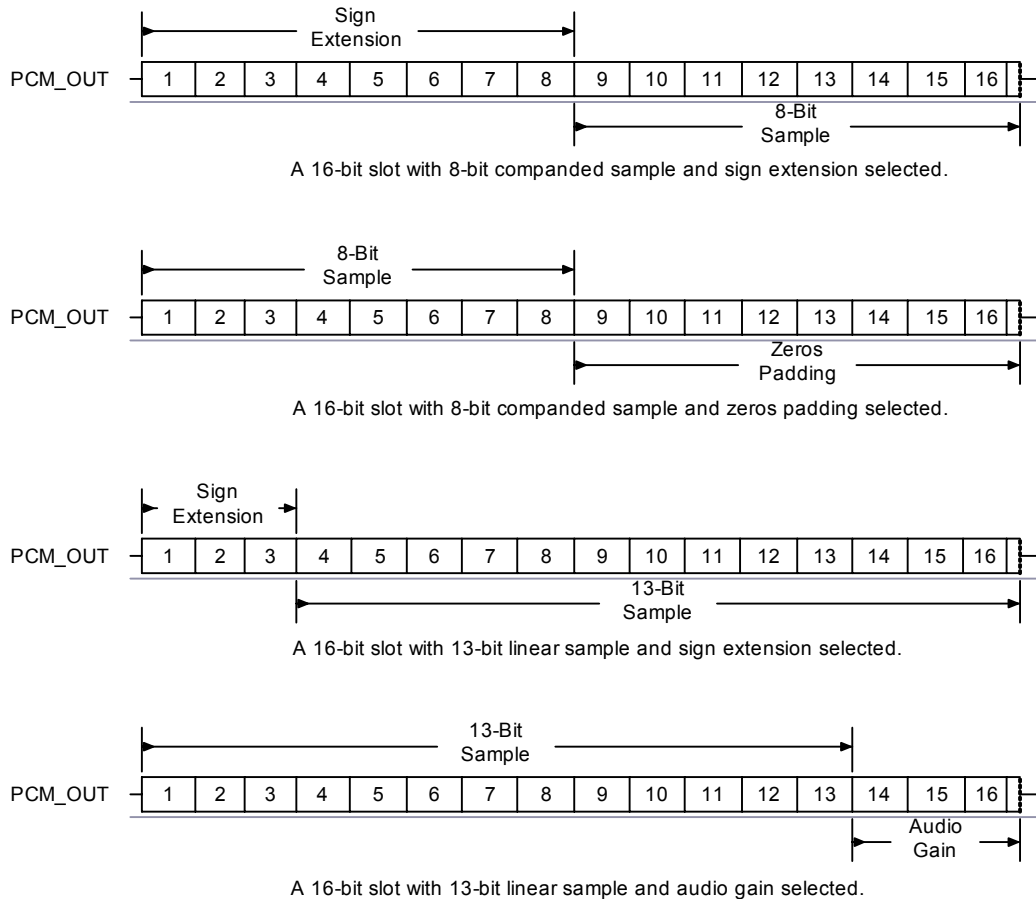 Sign
Extension
PCM_OUT 1 2 3 4 5 6 7 8 9 10 11 12 13 14 15 16
8-Bit
Sample
A 16-bit slot with 8-bit companded sample and sign extension selected.
8-Bit
Sample
PCM_OUT 1 2 3 4 5 6 7 8 9 10 11 12 13 14 15 16
Zeros
Padding
A 16-bit slot with 8-bit companded sample and zeros padding selected.
Sign
Extension
PCM_OUT 1 2 3 4 5 6 7 8 9 10 11 12 13 14 15 16
13-Bit
Sample
A 16-bit slot with 13-bit linear sample and sign extension selected.
13-Bit
Sample
PCM_OUT 1 2 3 4 5 6 7 8 9 10 11 12 13 14 15 16
Audio
Gain
A 16-bit slot with 13-bit linear sample and audio gain selected.